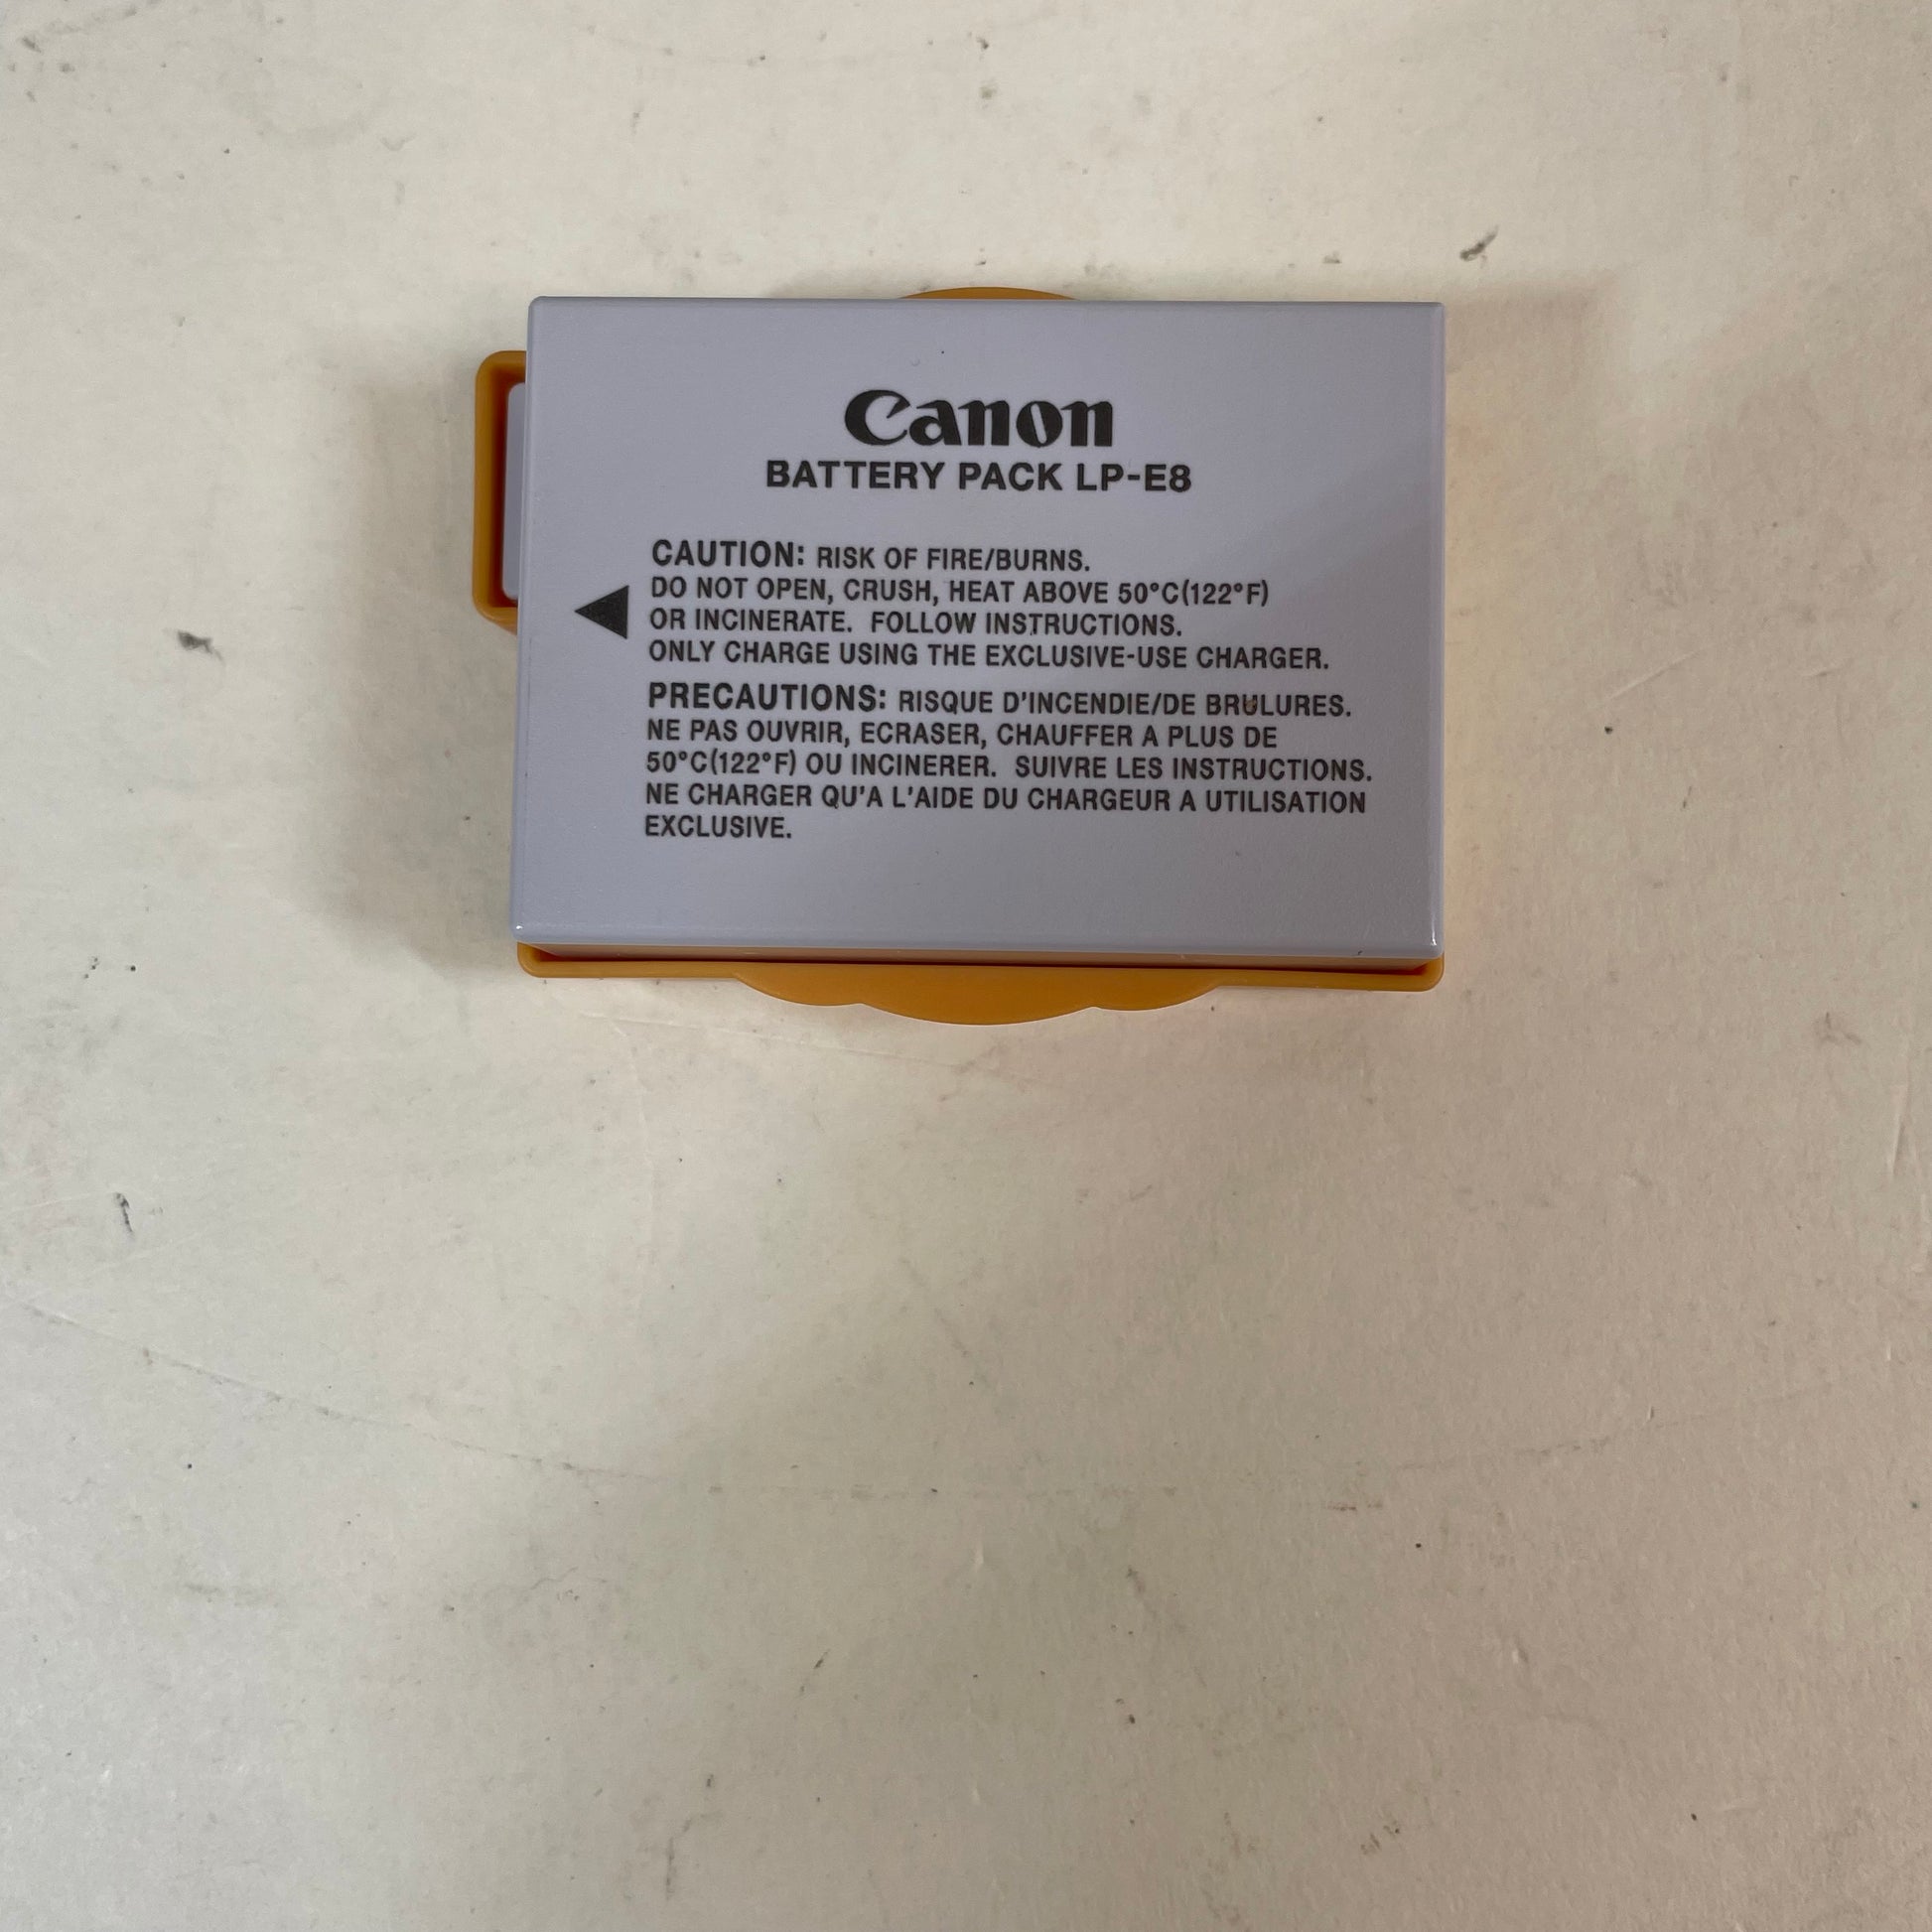 Canon
BATTERY PACK LP-E8
CAUTION: RISK OF FIRE/BURNS.
DO NOT OPEN, CRUSH, HEAT ABOVE 50°C(122°F)
OR INCINERATE. FOLLOW INSTRUCTIONS.
ONLY CHARGE USING THE EXCLUSIVE-USE CHARGER.
PRECAUTIONS: RISQUE D'INCENDIE/DE BRULURES.
NE PAS OUVRIR, ECRASER, CHAUFFER A PLUS DE
50°C(122°F) OU INCINERER. SUIVRE LES INSTRUCTIONS.
NE CHARGER QU'A L'AIDE DU CHARGEUR A UTILISATION
EXCLUSIVE.